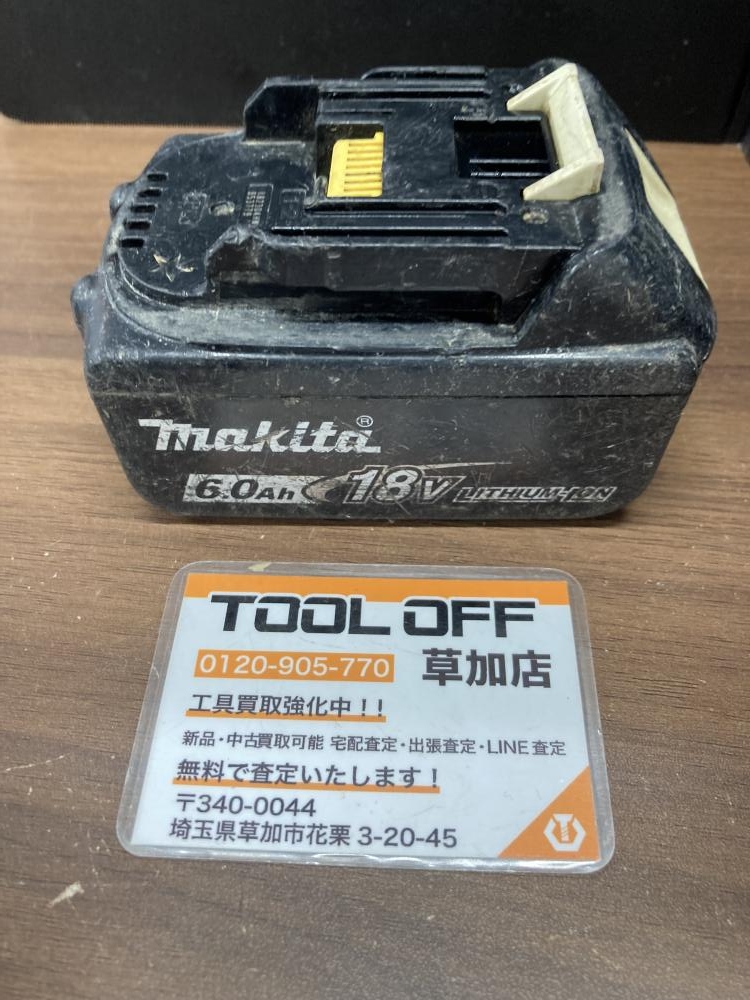 makita®
6.0Ah 18V LITHIUM-ION
TOOL OFF
0120-905-770 草加店
工具買取強化中！！
新品・中古買取可能 宅配査定・出張査定・LINE査定
無料で査定いたします！
〒340-0044
埼玉県草加市花栗 3-20-45